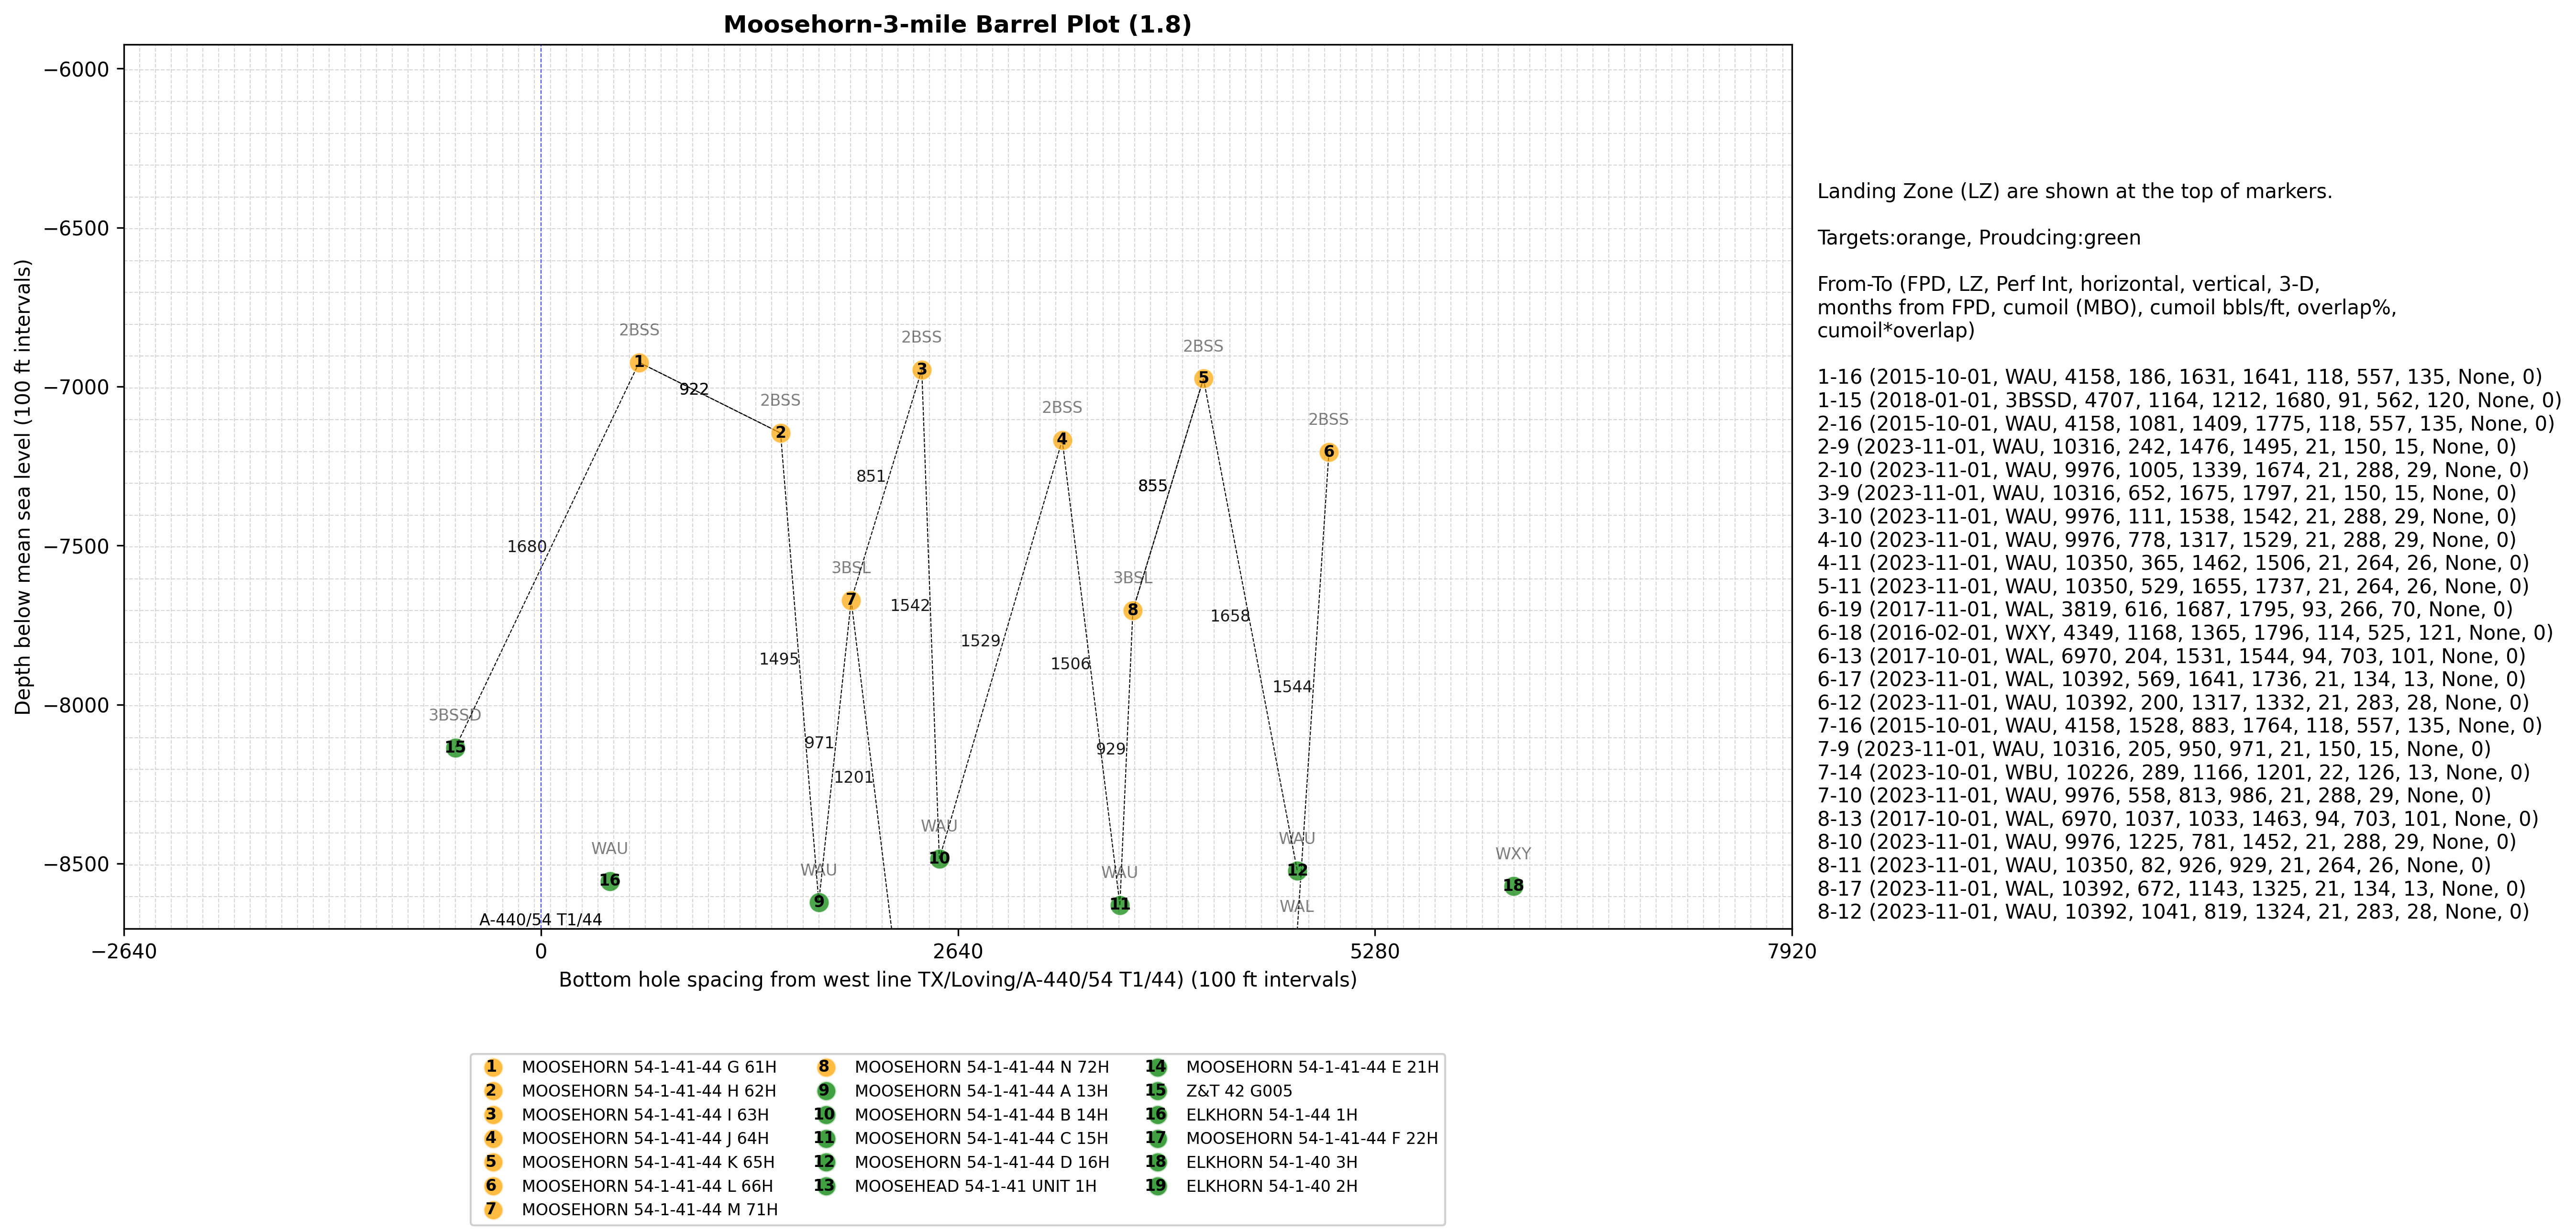 Moosehorn-3-mile Barrel Plot (1.8)
Depth below mean sea level (100 ft intervals)
−6000
−6500
−7000
−7500
−8000
−8500
2BSS
1
922
2BSS
2
2BSS
3
2BSS
4
2BSS
5
2BSS
6
851
855
1680
3BSL
7
3BSL
8
1542
1529
1506
1658
1495
1544
3BSSD
15
971
1201
929
WAU
16
WAU
9
WAU
10
WAU
11
WAU
12
WAL
WXY
18
A-440/54 T1/44
−2640
0
2640
5280
7920
Bottom hole spacing from west line TX/Loving/A-440/54 T1/44) (100 ft intervals)
Landing Zone (LZ) are shown at the top of markers.
Targets:orange, Proudcing:green
From-To (FPD, LZ, Perf Int, horizontal, vertical, 3-D,
months from FPD, cumoil (MBO), cumoil bbls/ft, overlap%,
cumoil*overlap)
1-16 (2015-10-01, WAU, 4158, 186, 1631, 1641, 118, 557, 135, None, 0)
1-15 (2018-01-01, 3BSSD, 4707, 1164, 1212, 1680, 91, 562, 120, None, 0)
2-16 (2015-10-01, WAU, 4158, 1081, 1409, 1775, 118, 557, 135, None, 0)
2-9 (2023-11-01, WAU, 10316, 242, 1476, 1495, 21, 150, 15, None, 0)
2-10 (2023-11-01, WAU, 9976, 1005, 1339, 1674, 21, 288, 29, None, 0)
3-9 (2023-11-01, WAU, 10316, 652, 1675, 1797, 21, 150, 15, None, 0)
3-10 (2023-11-01, WAU, 9976, 111, 1538, 1542, 21, 288, 29, None, 0)
4-10 (2023-11-01, WAU, 9976, 778, 1317, 1529, 21, 288, 29, None, 0)
4-11 (2023-11-01, WAU, 10350, 365, 1462, 1506, 21, 264, 26, None, 0)
5-11 (2023-11-01, WAU, 10350, 529, 1655, 1737, 21, 264, 26, None, 0)
6-19 (2017-11-01, WAL, 3819, 616, 1687, 1795, 93, 266, 70, None, 0)
6-18 (2016-02-01, WXY, 4349, 1168, 1365, 1796, 114, 525, 121, None, 0)
6-13 (2017-10-01, WAL, 6970, 204, 1531, 1544, 94, 703, 101, None, 0)
6-17 (2023-11-01, WAL, 10392, 569, 1641, 1736, 21, 134, 13, None, 0)
6-12 (2023-11-01, WAU, 10392, 200, 1317, 1332, 21, 283, 28, None, 0)
7-16 (2015-10-01, WAU, 4158, 1528, 883, 1764, 118, 557, 135, None, 0)
7-9 (2023-11-01, WAU, 10316, 205, 950, 971, 21, 150, 15, None, 0)
7-14 (2023-10-01, WBU, 10226, 289, 1166, 1201, 22, 126, 13, None, 0)
7-10 (2023-11-01, WAU, 9976, 558, 813, 986, 21, 288, 29, None, 0)
8-13 (2017-10-01, WAL, 6970, 1037, 1033, 1463, 94, 703, 101, None, 0)
8-10 (2023-11-01, WAU, 9976, 1225, 781, 1452, 21, 288, 29, None, 0)
8-11 (2023-11-01, WAU, 10350, 82, 926, 929, 21, 264, 26, None, 0)
8-17 (2023-11-01, WAL, 10392, 672, 1143, 1325, 21, 134, 13, None, 0)
8-12 (2023-11-01, WAU, 10392, 1041, 819, 1324, 21, 283, 28, None, 0)
1 MOOSEHORN 54-1-41-44 G 61H
2 MOOSEHORN 54-1-41-44 H 62H
3 MOOSEHORN 54-1-41-44 I 63H
4 MOOSEHORN 54-1-41-44 J 64H
5 MOOSEHORN 54-1-41-44 K 65H
6 MOOSEHORN 54-1-41-44 L 66H
7 MOOSEHORN 54-1-41-44 M 71H
8 MOOSEHORN 54-1-41-44 N 72H
9 MOOSEHORN 54-1-41-44 A 13H
10 MOOSEHORN 54-1-41-44 B 14H
11 MOOSEHORN 54-1-41-44 C 15H
12 MOOSEHORN 54-1-41-44 D 16H
13 MOOSEHEAD 54-1-41 UNIT 1H
14 MOOSEHORN 54-1-41-44 E 21H
15 Z&T 42 G005
16 ELKHORN 54-1-44 1H
17 MOOSEHORN 54-1-41-44 F 22H
18 ELKHORN 54-1-40 3H
19 ELKHORN 54-1-40 2H